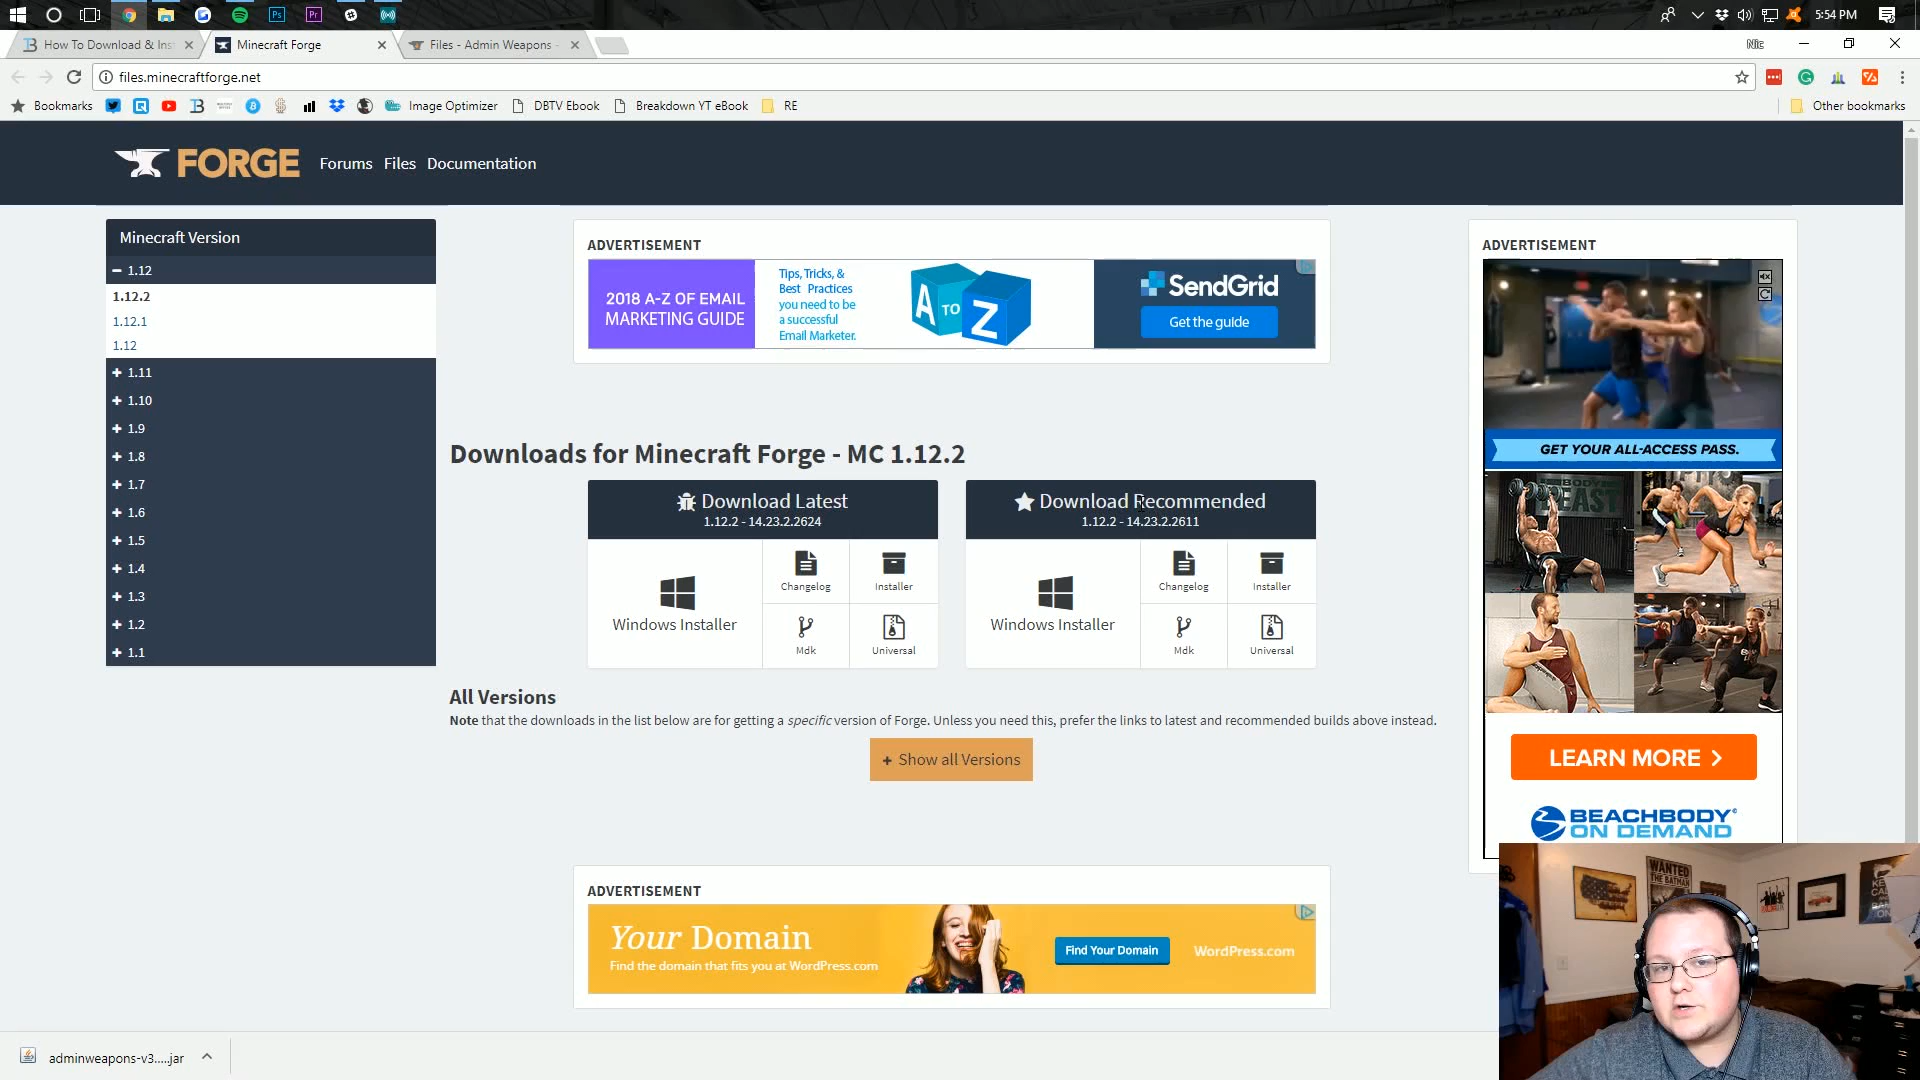 5:54 PM
How To Download & Ins
Minecraft Forge
Files - Admin Weapons -
Nic
files.minecraftforge.net
Bookmarks
Image Optimizer
DBTV Ebook
Breakdown YT eBook
RE
Other bookmarks
FORGE
Forums
Files
Documentation
Minecraft Version
1.12
1.12.2
1.12.1
1.12
1.11
1.10
1.9
1.8
1.7
1.6
1.5
1.4
1.3
1.2
1.1
ADVERTISEMENT
2018 A-Z OF EMAIL
MARKETING GUIDE
Tips, Tricks, &
Best Practices
you need to be
a successful
Email Marketer.
A TO Z
SendGrid
Get the guide
Downloads for Minecraft Forge - MC 1.12.2
Download Latest
1.12.2 - 14.23.2.2624
Windows Installer
Changelog
Installer
Mdk
Universal
Download Recommended
1.12.2 - 14.23.2.2611
Windows Installer
Changelog
Installer
Mdk
Universal
All Versions
Note that the downloads in the list below are for getting a specific version of Forge. Unless you need this, prefer the links to latest and recommended builds above instead.
+ Show all Versions
ADVERTISEMENT
Your Domain
Find the domain that fits you at WordPress.com
Find Your Domain
WordPress.com
ADVERTISEMENT
GET YOUR ALL-ACCESS PASS.
LEARN MORE >
BEACHBODY
ON DEMAND
WANTED
THE BATMAN
adminweapons-v3.....jar